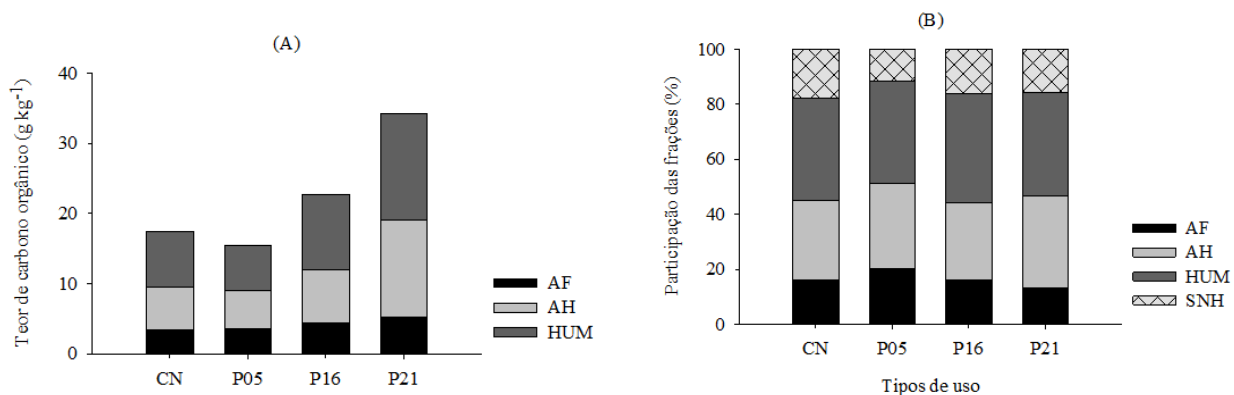 (A)
Teor de carbono orgânico (g kg-1)
40
30
20
10
0
CN P05 P16 P21
AF
AH
HUM
(B)
Participação das frações (%)
100
80
60
40
20
0
CN P05 P16 P21
Tipos de uso
AF
AH
HUM
SNH